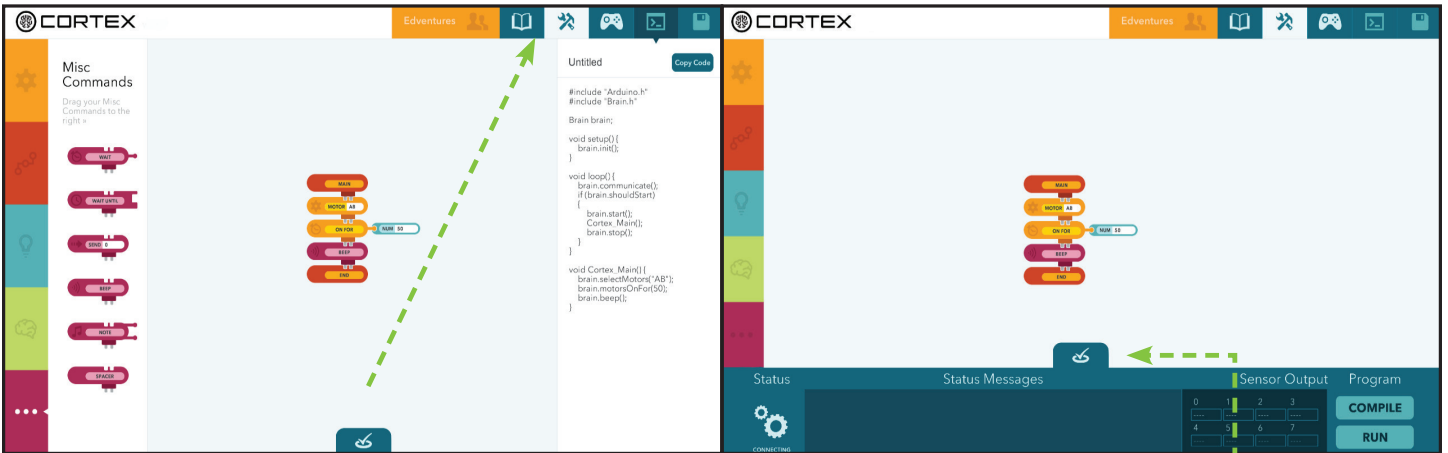 CORTEX
Edventures
Misc
Commands
Drag your Misc
Commands to the
right »
WAIT
WAIT UNTIL
SEND 0
BEEP
NOTE
SPACER
MAIN
MOTOR AB
ON FOR NUM 50
BEEP
END
Untitled
Copy Code
#include "Arduino.h"
#include "Brain.h"
Brain brain;
void setup() {
brain.init();
}
void loop() {
brain.communicate();
if (brain.shouldStart)
{
brain.start();
Cortex_Main();
brain.stop();
}
}
void Cortex_Main() {
brain.selectMotors("AB");
brain.motorsOnFor(50);
brain.beep();
}
CORTEX
Edventures
MAIN
MOTOR AB
ON FOR NUM 50
BEEP
END
Status
Status Messages
Sensor Output
Program
CONNECTING
0 1 2 3
---- ---- ---- ----
4 5 6 7
---- ---- ---- ----
COMPILE
RUN